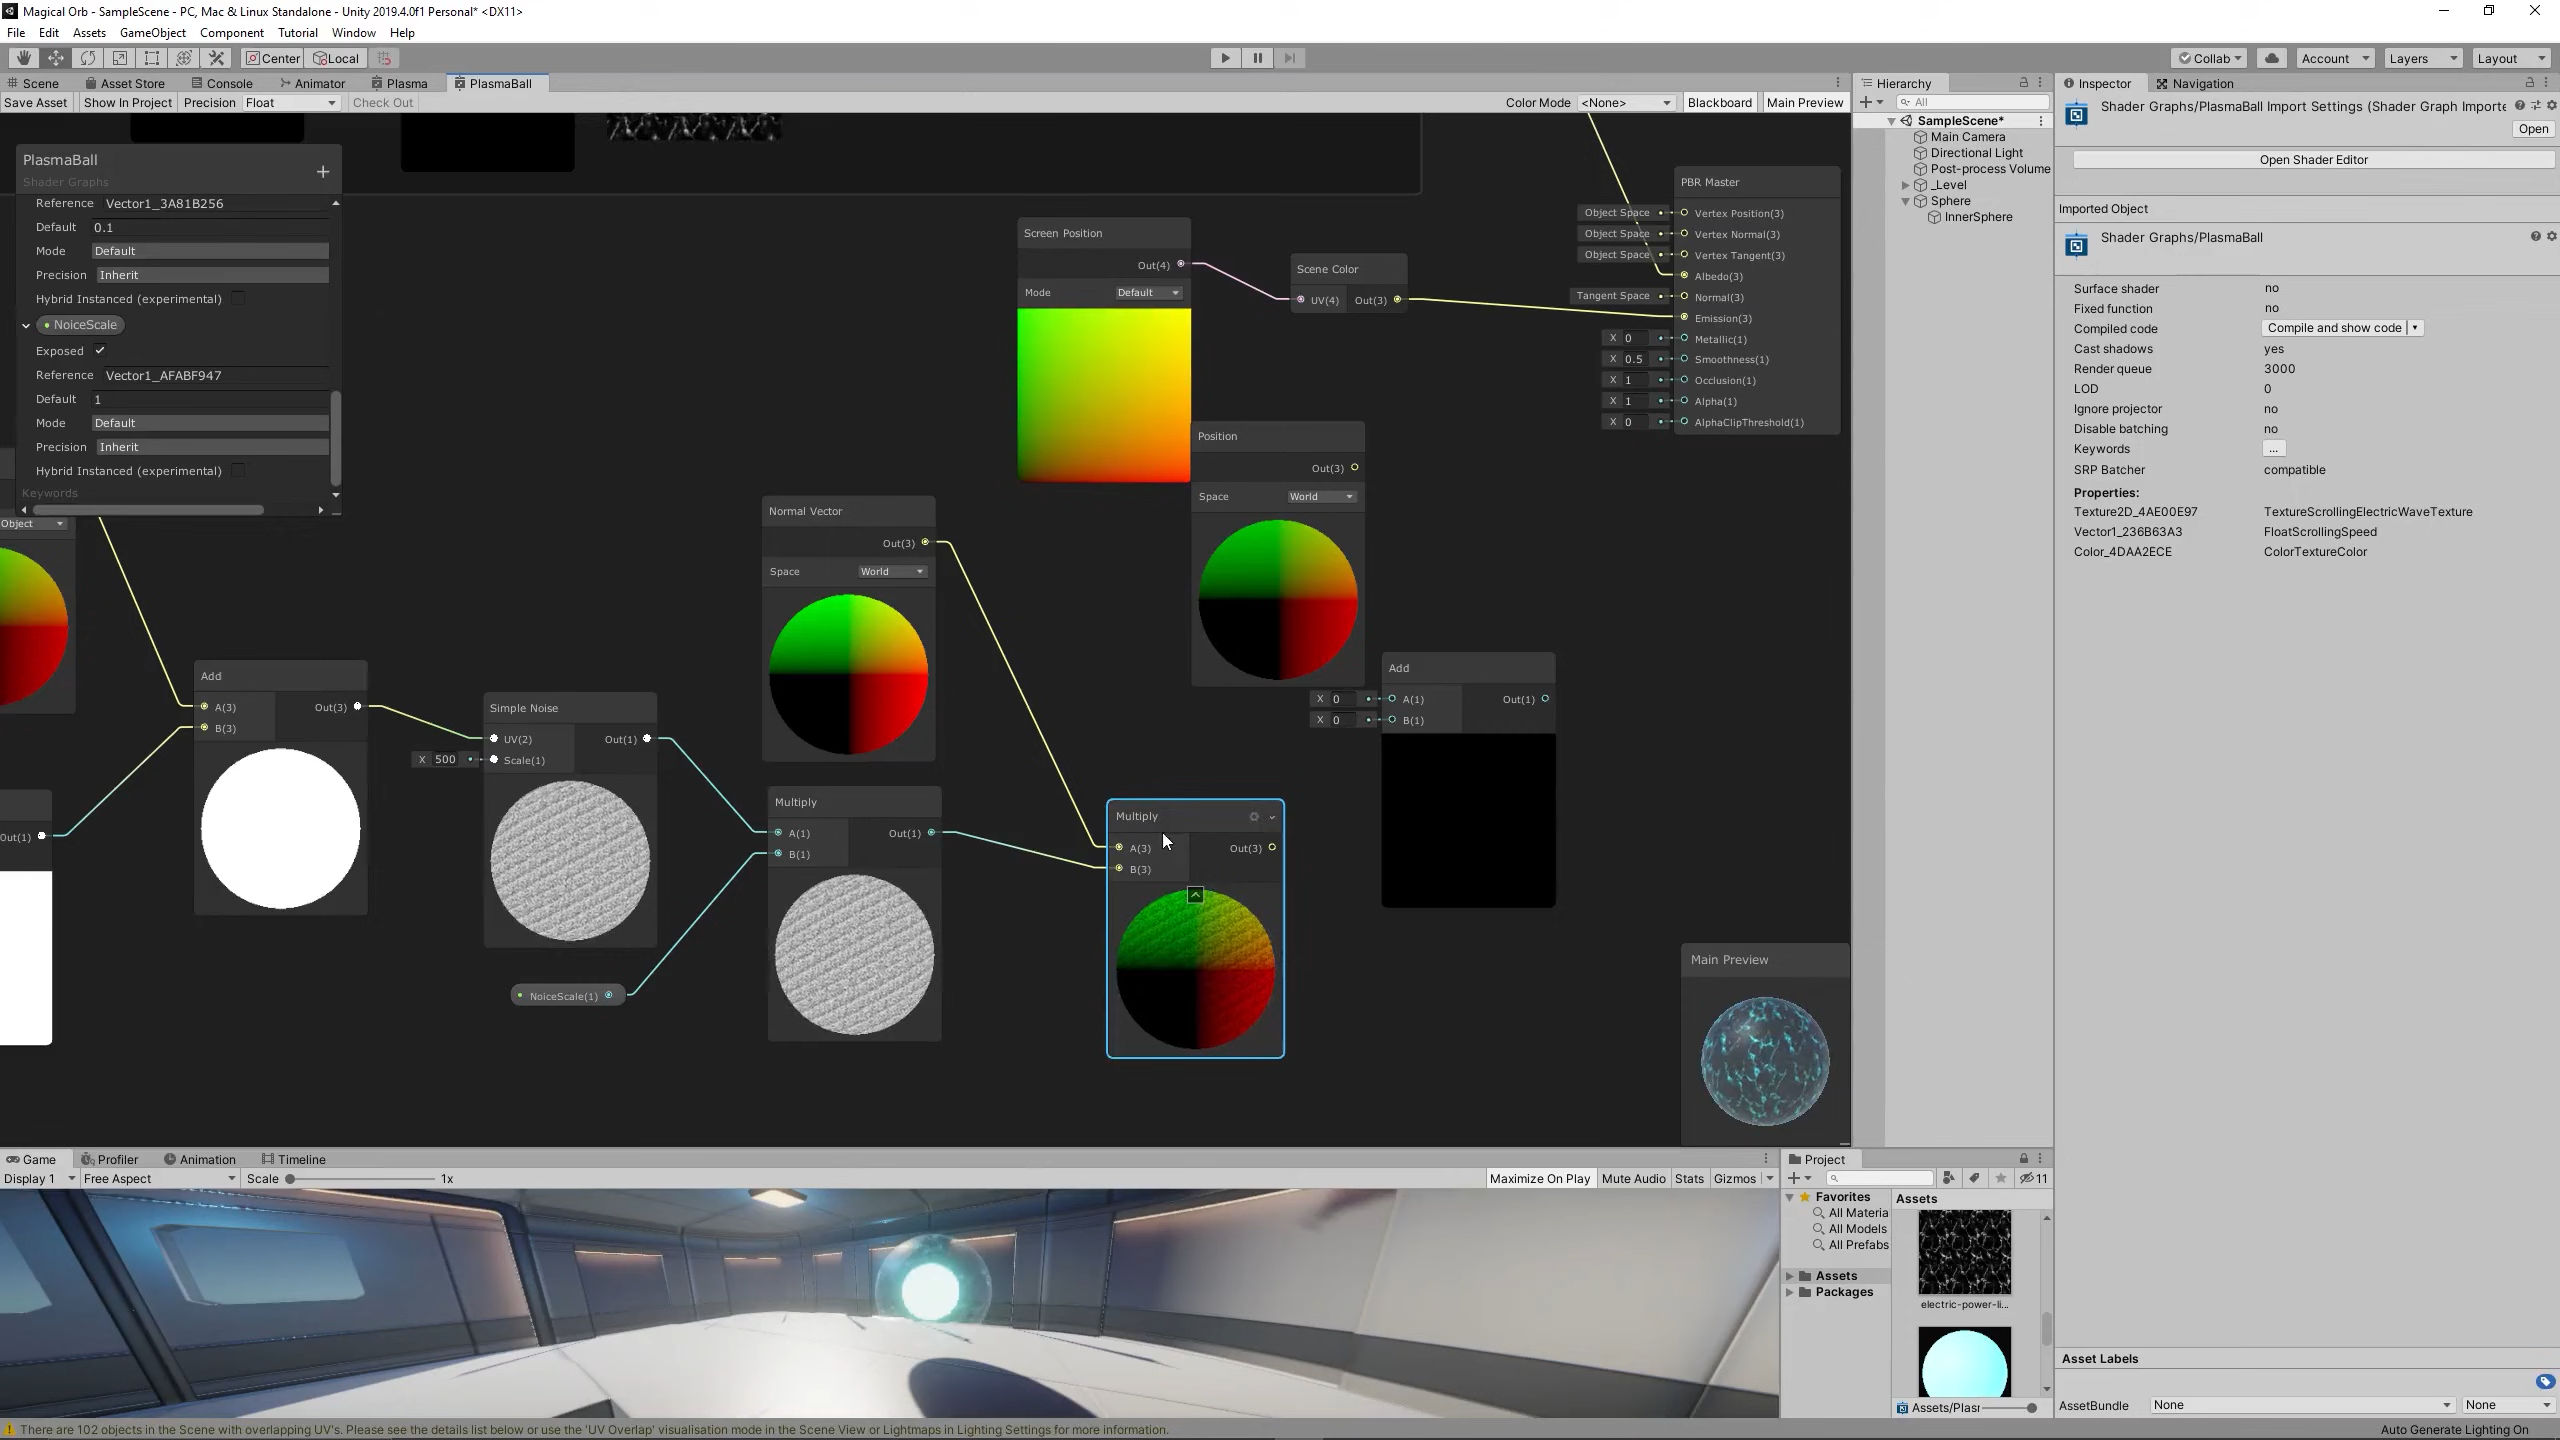 Magical Orb - SampleScene - PC, Mac & Linux Standalone - Unity 2019.4.0f1 Personal* <DX11>
File Edit Assets GameObject Component Tutorial Window Help
Center Local Collab Account Layers Layout
Scene Asset Store Console Animator Plasma PlasmaBall
Save Asset Show In Project Precision Float Check Out Color Mode <None> Blackboard Main Preview
PlasmaBall
Shader Graphs
Reference Vector1_3A81B256
Default 0.1
Mode Default
Precision Inherit
Hybrid Instanced (experimental)
NoiceScale
Exposed
Reference Vector1_AFABF947
Default 1
Mode Default
Precision Inherit
Hybrid Instanced (experimental)
Keywords
Object
Out(1)
Add
A(3) Out(3)
B(3)
Simple Noise
UV(2) Out(1)
X 500 Scale(1)
NoiceScale(1)
Normal Vector
Out(3)
Space World
Multiply
A(1) Out(1)
B(1)
Screen Position
Out(4)
Mode Default
Scene Color
UV(4) Out(3)
Position
Out(3)
Space World
Multiply
A(3) Out(3)
B(3)
Add
X 0 A(1) Out(1)
X 0 B(1)
PBR Master
Object Space Vertex Position(3)
Object Space Vertex Normal(3)
Object Space Vertex Tangent(3)
Albedo(3)
Tangent Space Normal(3)
Emission(3)
X 0 Metallic(1)
X 0.5 Smoothness(1)
X 1 Occlusion(1)
X 1 Alpha(1)
X 0 AlphaClipThreshold(1)
Main Preview
Hierarchy
All
SampleScene*
Main Camera
Directional Light
Post-process Volume
_Level
Sphere
InnerSphere
Inspector Navigation
Shader Graphs/PlasmaBall Import Settings (Shader Graph Importe
Open
Open Shader Editor
Imported Object
Shader Graphs/PlasmaBall
Surface shader no
Fixed function no
Compiled code Compile and show code
Cast shadows yes
Render queue 3000
LOD 0
Ignore projector no
Disable batching no
Keywords ...
SRP Batcher compatible
Properties:
Texture2D_4AE00E97 TextureScrollingElectricWaveTexture
Vector1_236B63A3 FloatScrollingSpeed
Color_4DAA2ECE ColorTextureColor
Asset Labels
AssetBundle None None
Game Profiler Animation Timeline
Display 1 Free Aspect Scale 1x Maximize On Play Mute Audio Stats Gizmos
Project
11
Favorites
All Materia
All Models
All Prefabs
Assets
Packages
Assets
electric-power-li...
Assets/Plasr
There are 102 objects in the Scene with overlapping UV's. Please see the details list below or use the 'UV Overlap' visualisation mode in the Scene View or Lightmaps in Lighting Settings for more information.
Auto Generate Lighting On